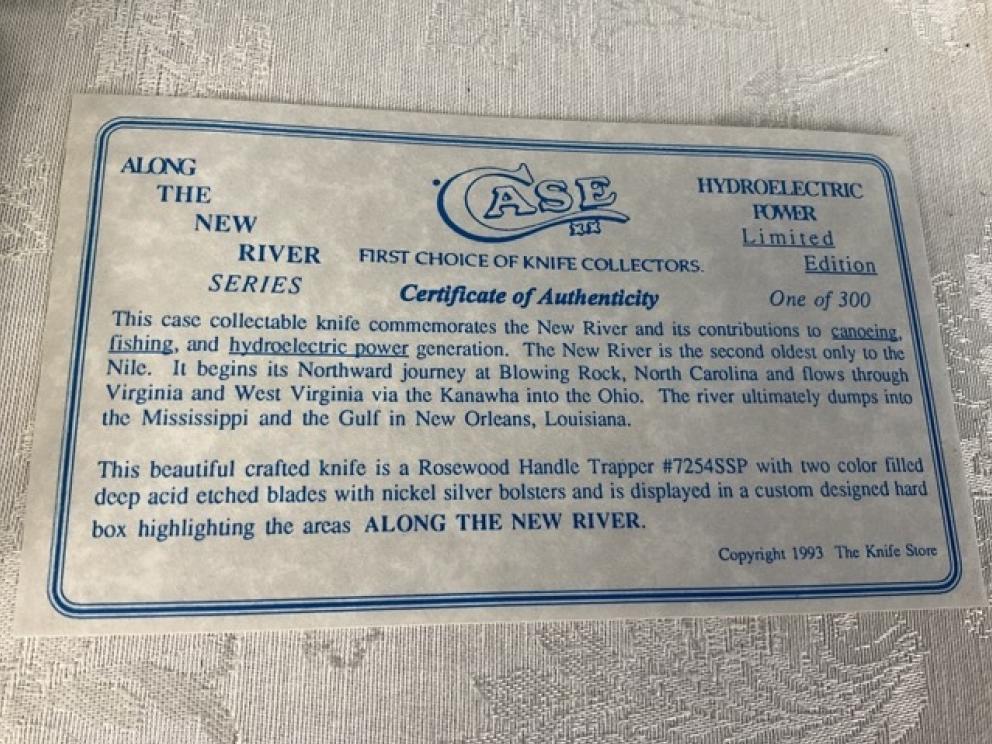 ALONG
THE
NEW
RIVER
SERIES
CASE
XX
FIRST CHOICE OF KNIFE COLLECTORS.
Certificate of Authenticity
HYDROELECTRIC
POWER
Limited
Edition
One of 300
This case collectable knife commemorates the New River and its contributions to canoeing,
fishing, and hydroelectric power generation. The New River is the second oldest only to the
Nile. It begins its Northward journey at Blowing Rock, North Carolina and flows through
Virginia and West Virginia via the Kanawha into the Ohio. The river ultimately dumps into
the Mississippi and the Gulf in New Orleans, Louisiana.
This beautiful crafted knife is a Rosewood Handle Trapper #7254SSP with two color filled
deep acid etched blades with nickel silver bolsters and is displayed in a custom designed hard
box highlighting the areas ALONG THE NEW RIVER.
Copyright 1993 The Knife Store